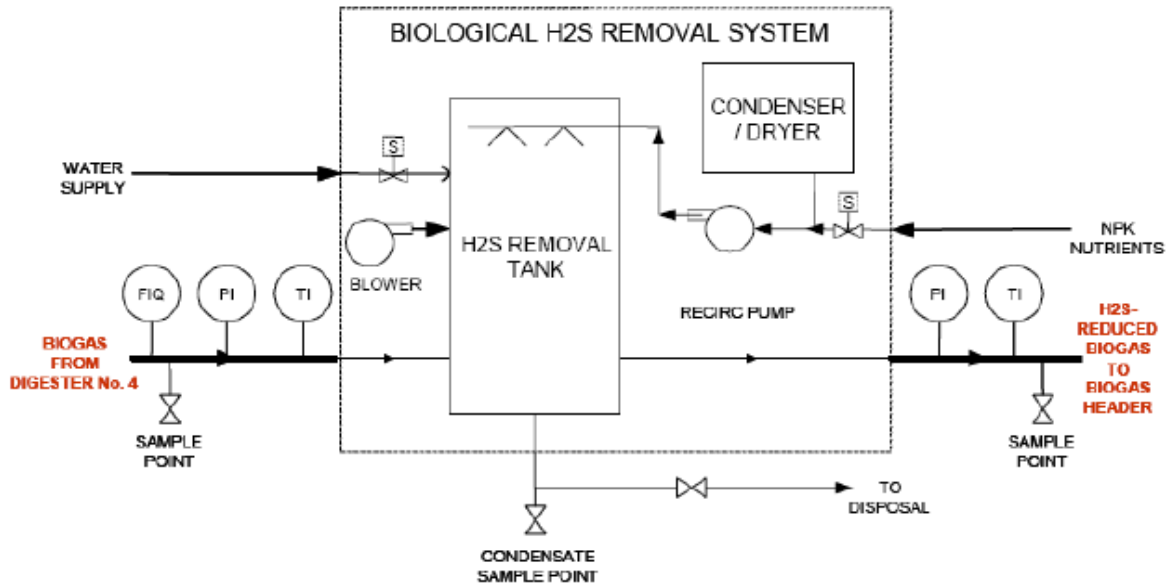 BIOLOGICAL H2S REMOVAL SYSTEM
CONDENSER
/ DRYER
S
WATER
SUPPLY
S
H2S REMOVAL
TANK
NPK
NUTRIENTS
BLOWER
FIQ
PI
TI
RECIRC PUMP
PI
TI
BIOGAS
FROM
DIGESTER No. 4
H2S-
REDUCED
BIOGAS
TO
BIOGAS
HEADER
SAMPLE
POINT
SAMPLE
POINT
TO
DISPOSAL
CONDENSATE
SAMPLE POINT